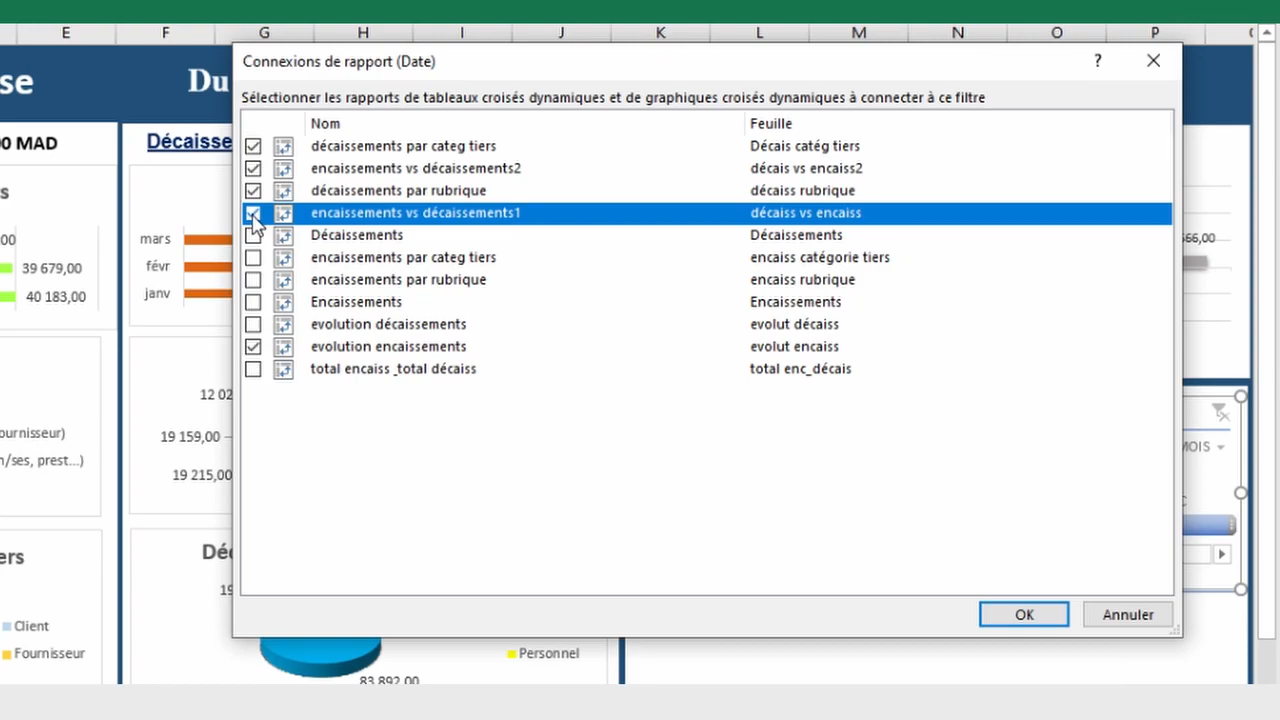 E F G H I J K L M N O P
se
Du
Connexions de rapport (Date)
?
Sélectionner les rapports de tableaux croisés dynamiques et de graphiques croisés dynamiques à connecter à ce filtre
Nom Feuille
décaissements par categ tiers Décais catég tiers
encaissements vs décaissements2 décais vs encaiss2
décaissements par rubrique décaiss rubrique
encaissements vs décaissements1 décaiss vs encaiss
Décaissements Décaissements
encaissements par categ tiers encaiss catégorie tiers
encaissements par rubrique encaiss rubrique
Encaissements Encaissements
evolution décaissements evolut décaiss
evolution encaissements evolut encaiss
total encaiss _total décaiss total enc_décais
OK Annuler
00 MAD
Décaisse
s
00
39 679,00
40 183,00
mars
févr
janv
566,00
12 02
19 159,00
19 215,00
ournisseur)
n/ses, prest...)
MOIS
ers
Déc
19
Client
Fournisseur
Personnel
83 892,00